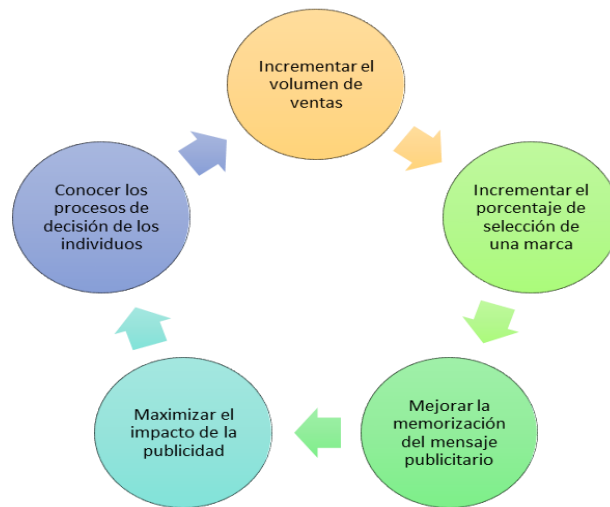 Incrementar el
volumen de
ventas
Incrementar el
porcentaje de
selección de
una marca
Mejorar la
memorización
del mensaje
publicitario
Maximizar el
impacto de la
publicidad
Conocer los
procesos de
decisión de los
individuos